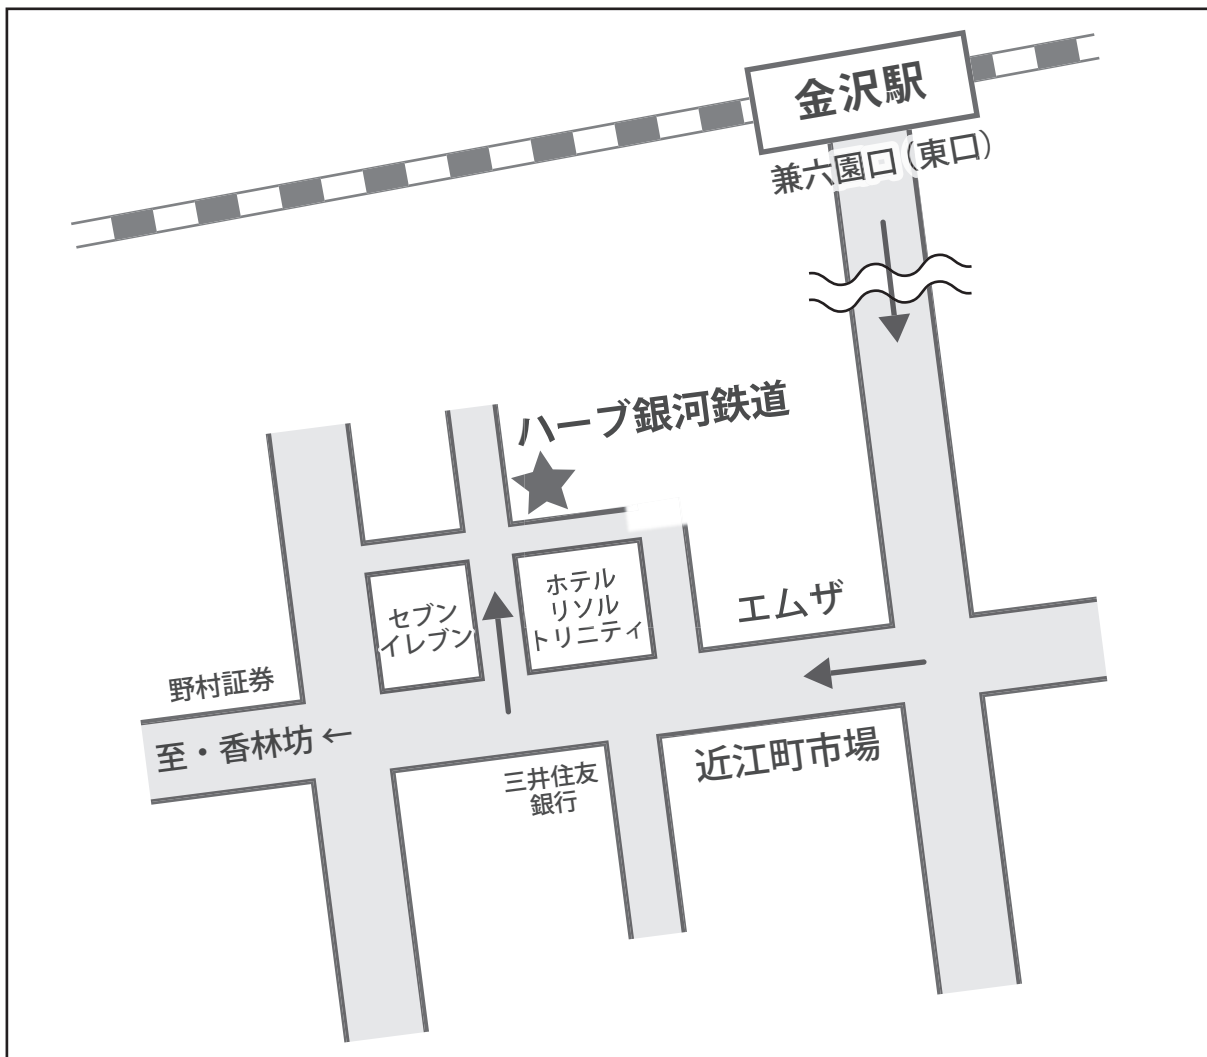 金沢駅
兼六園口(東口)
ハーブ銀河鉄道
ホテル
リソル
トリニティ
セブン
イレブン
エムザ
野村証券
至・香林坊←
近江町市場
三井住友
銀行